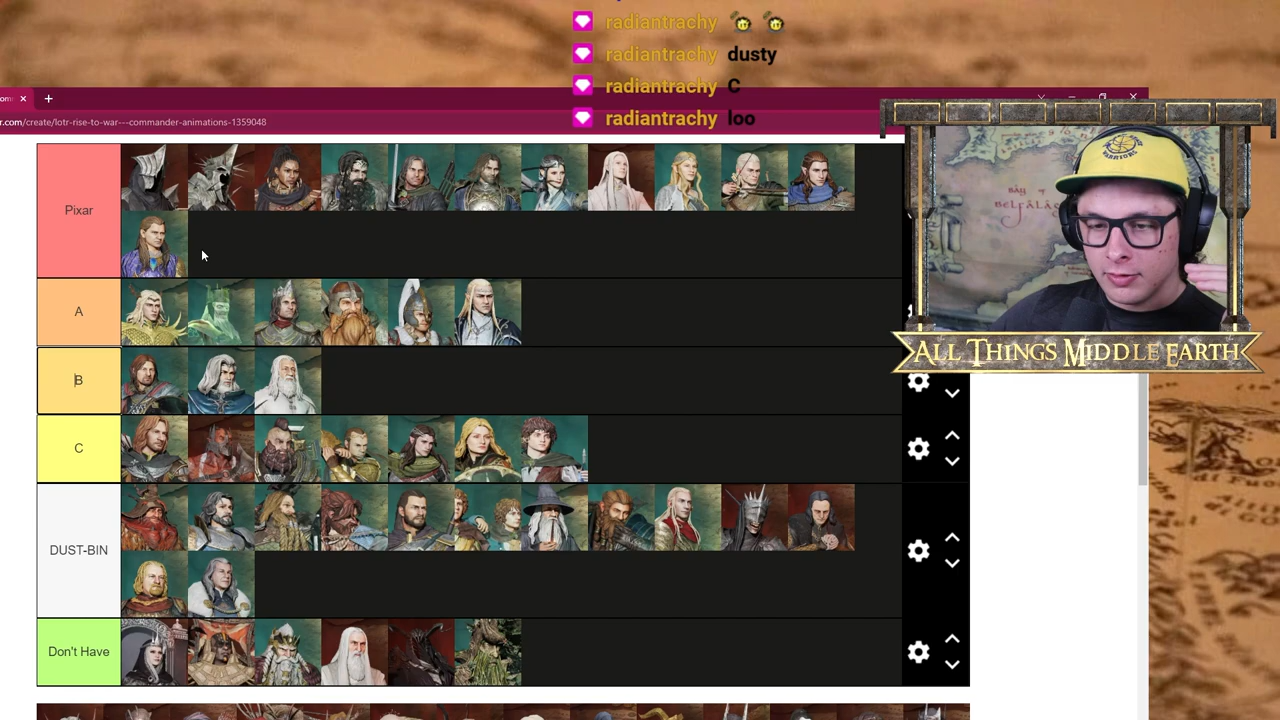 radiantrachy
radiantrachy dusty
radiantrachy C
radiantrachy loo
r.com/create/lotr-rise-to-war---commander-animations-1359048
Pixar
A
B
C
DUST-BIN
Don't Have
ALL THINGS MIDDLE EARTH
BELFALAS